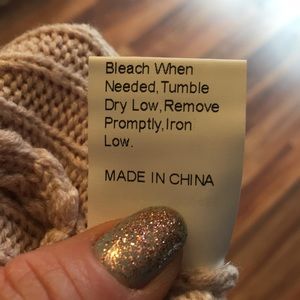 Bleach When
Needed,Tumble
Dry Low,Remove
Promptly,Iron
Low.
MADE IN CHINA